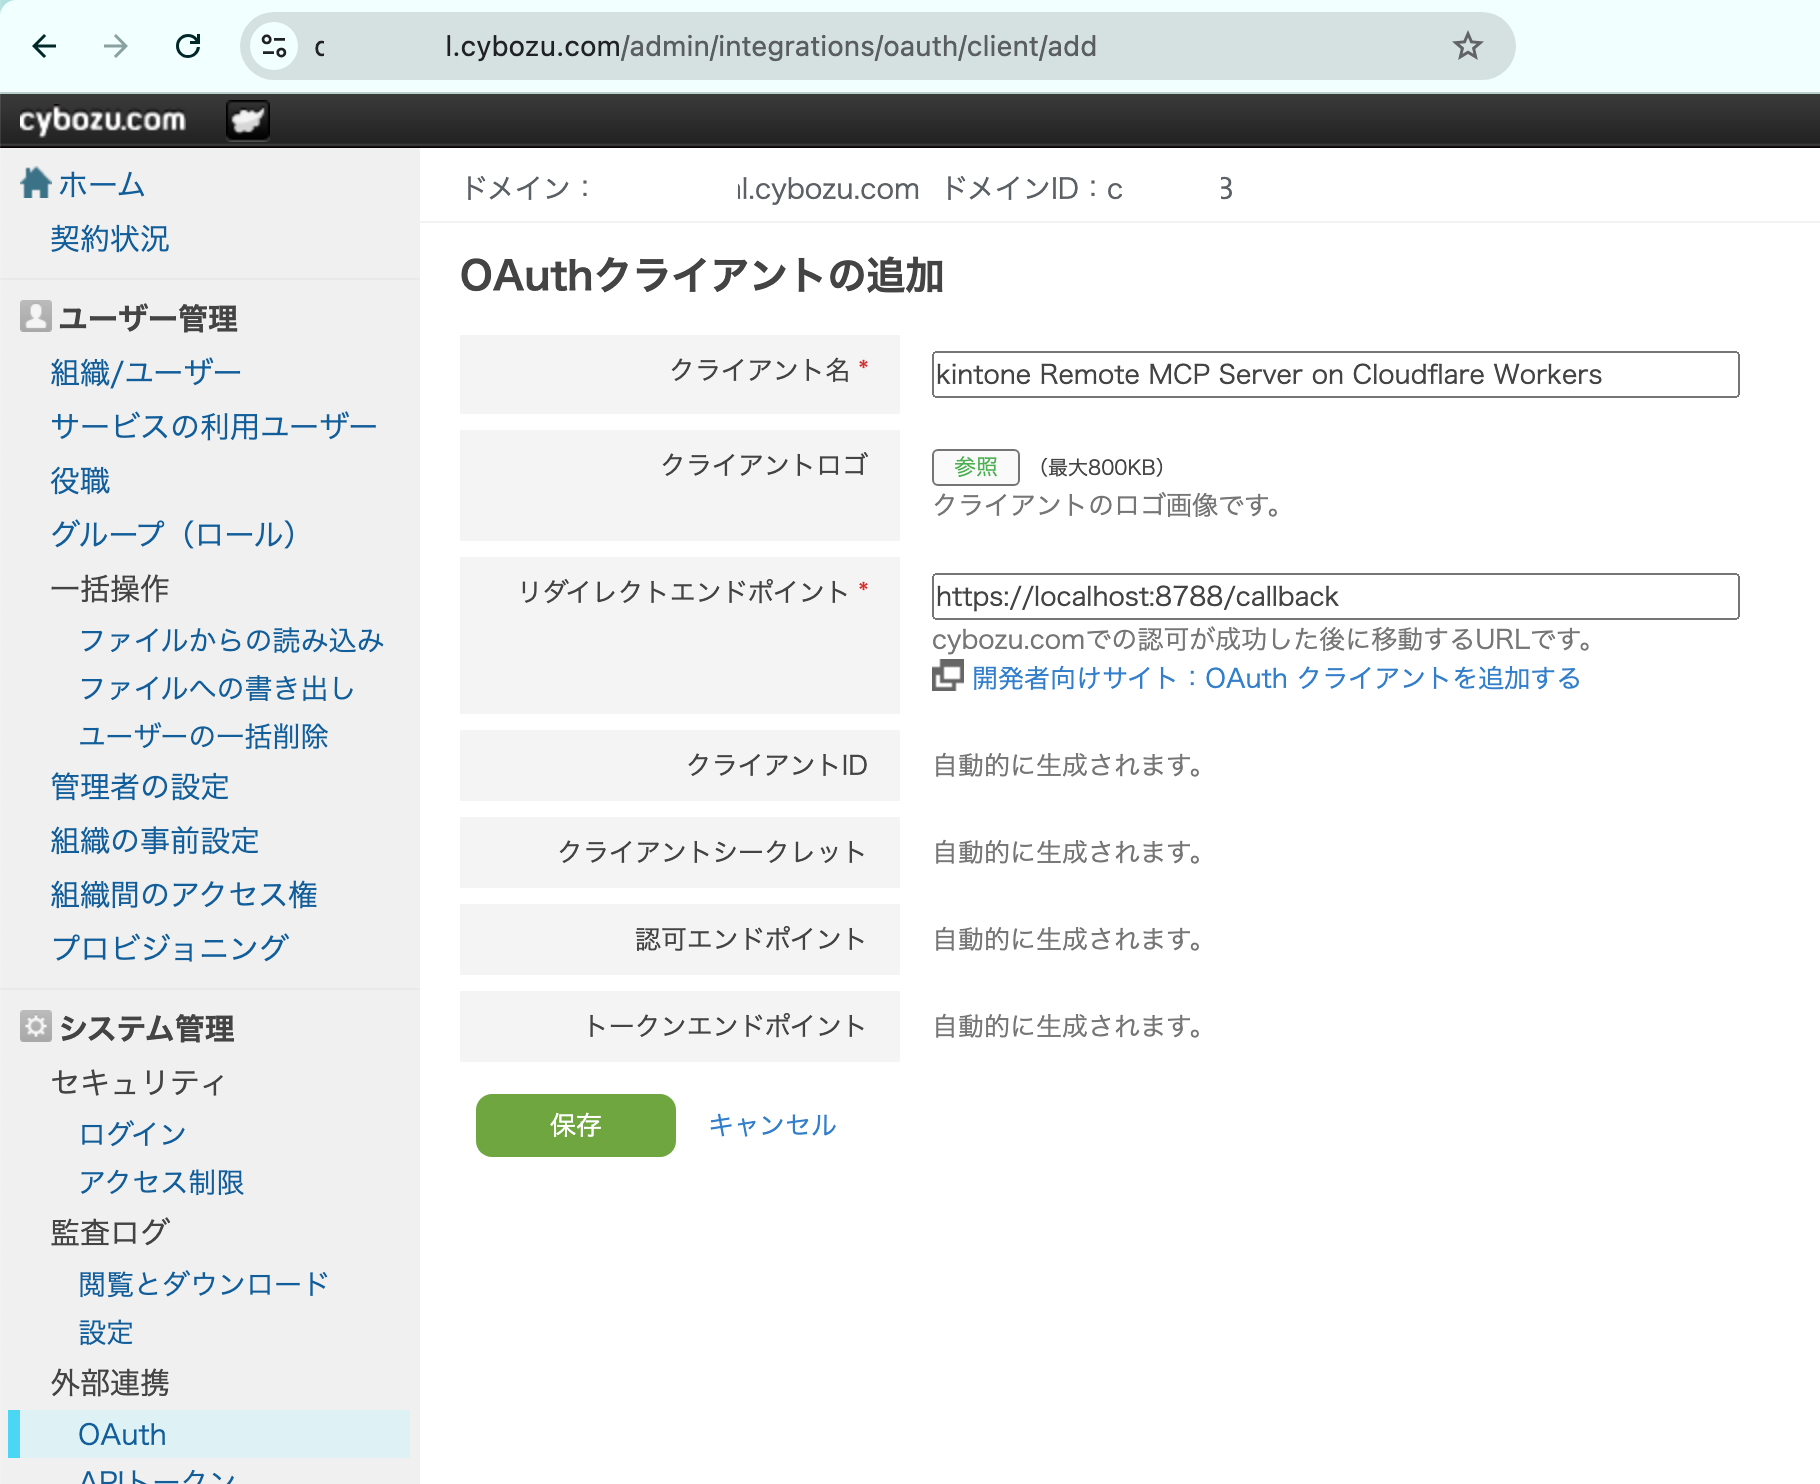 c l.cybozu.com/admin/integrations/oauth/client/add
cybozu.com
ホーム
契約状況
ユーザー管理
組織/ユーザー
サービスの利用ユーザー
役職
グループ（ロール）
一括操作
ファイルからの読み込み
ファイルへの書き出し
ユーザーの一括削除
管理者の設定
組織の事前設定
組織間のアクセス権
プロビジョニング
システム管理
セキュリティ
ログイン
アクセス制限
監査ログ
閲覧とダウンロード
設定
外部連携
OAuth
APIトークン
ドメイン： l.cybozu.com ドメインID：c 3
OAuthクライアントの追加
クライアント名 *
kintone Remote MCP Server on Cloudflare Workers
クライアントロゴ
参照 （最大800KB）
クライアントのロゴ画像です。
リダイレクトエンドポイント *
https://localhost:8788/callback
cybozu.comでの認可が成功した後に移動するURLです。
開発者向けサイト：OAuth クライアントを追加する
クライアントID 自動的に生成されます。
クライアントシークレット 自動的に生成されます。
認可エンドポイント 自動的に生成されます。
トークンエンドポイント 自動的に生成されます。
保存 キャンセル